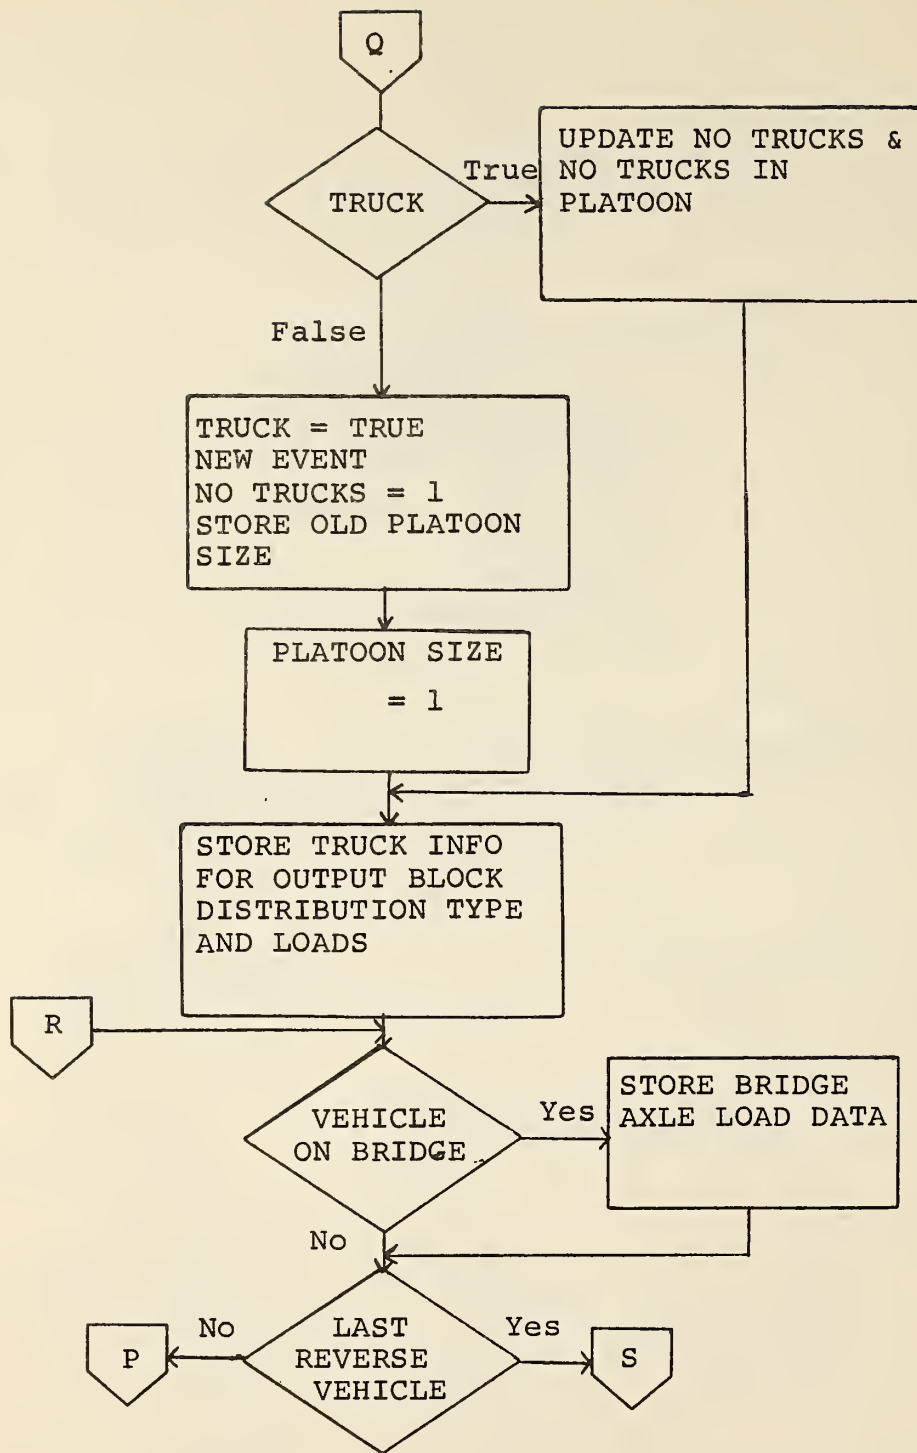 Q
TRUCK
True
UPDATE NO TRUCKS &
NO TRUCKS IN
PLATOON
False
TRUCK = TRUE
NEW EVENT
NO TRUCKS = 1
STORE OLD PLATOON
SIZE
PLATOON SIZE
= 1
STORE TRUCK INFO
FOR OUTPUT BLOCK
DISTRIBUTION TYPE
AND LOADS
R
VEHICLE
ON BRIDGE
Yes
STORE BRIDGE
AXLE LOAD DATA
No
LAST
REVERSE
VEHICLE
No
P
Yes
S